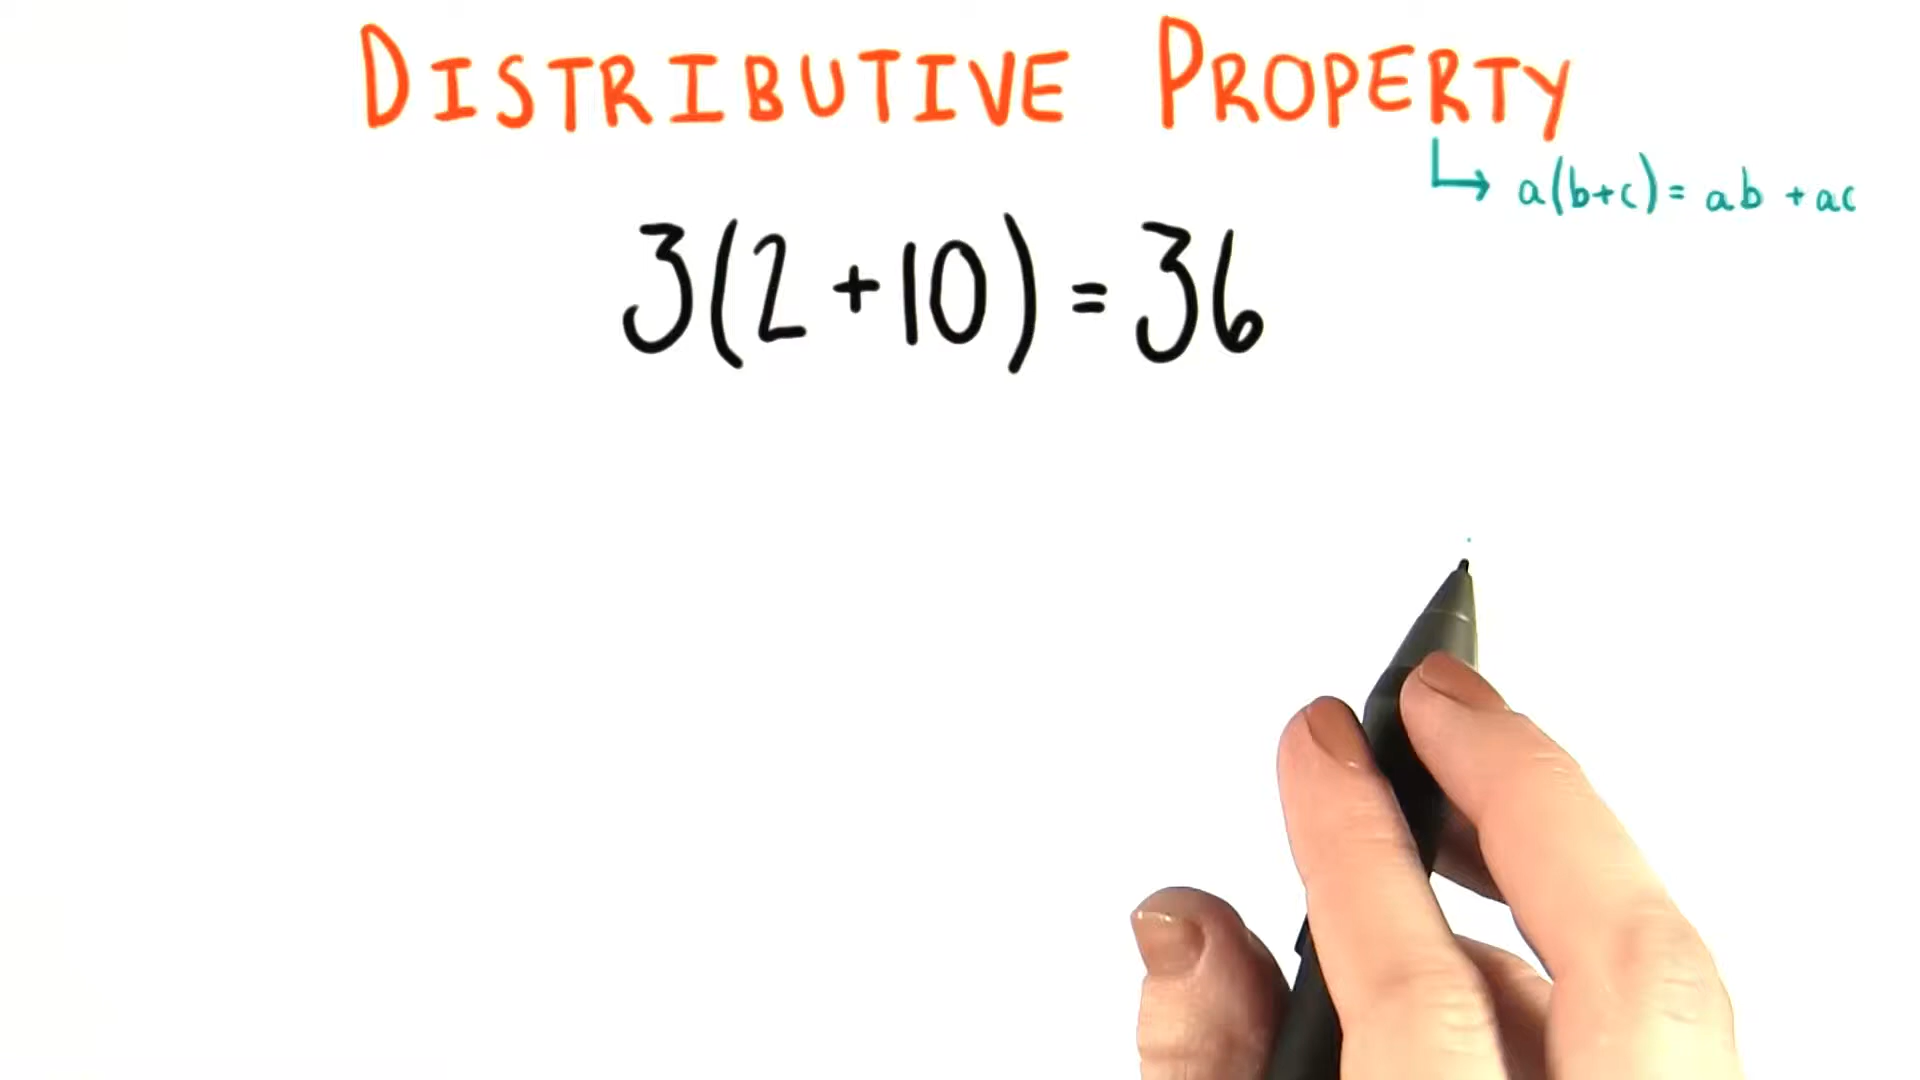 DISTRIBUTIVE PROPERTY
↳ a(b+c) = ab + ac
3(2+10) = 36